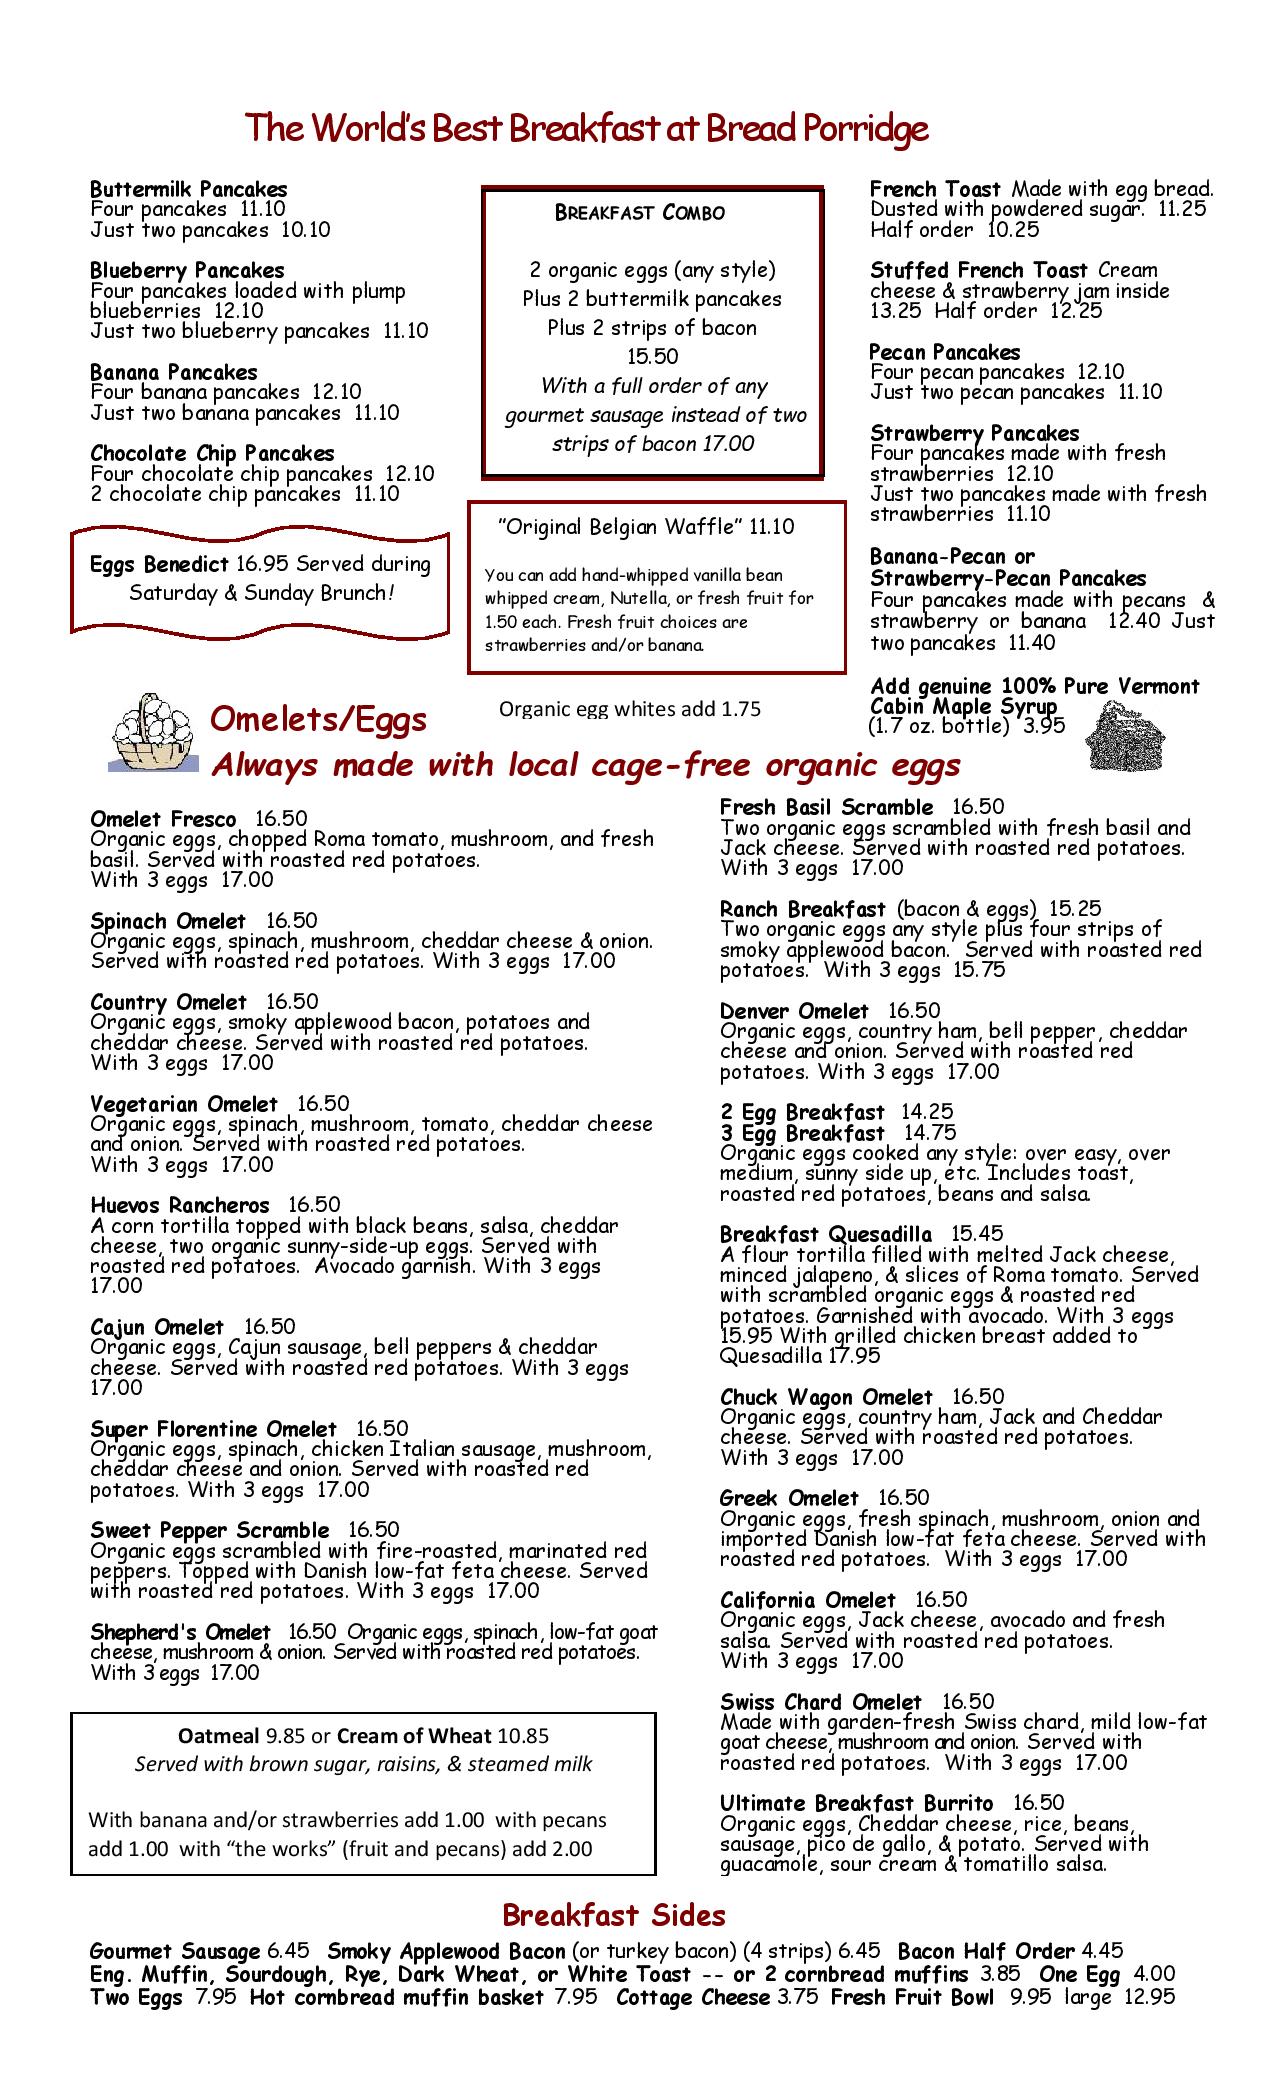 The World's Best Breakfast at Bread Porridge
Buttermilk Pancakes
Four pancakes 11.10
Just two pancakes 10.10
Blueberry Pancakes
Four pancakes loaded with plump
blueberries 12.10
Just two blueberry pancakes 11.10
Banana Pancakes
Four banana pancakes 12.10
Just two banana pancakes 11.10
Chocolate Chip Pancakes
Four chocolate chip pancakes 12.10
2 chocolate chip pancakes 11.10
Eggs Benedict 16.95 Served during
Saturday & Sunday Brunch!
BREAKFAST COMBO
2 organic eggs (any style)
Plus 2 buttermilk pancakes
Plus 2 strips of bacon
15.50
With a full order of any
gourmet sausage instead of two
strips of bacon 17.00
"Original Belgian Waffle" 11.10
You can add hand-whipped vanilla bean
whipped cream, Nutella, or fresh fruit for
1.50 each. Fresh fruit choices are
strawberries and/or banana.
French Toast Made with egg bread.
Dusted with powdered sugar. 11.25
Half order 10.25
Stuffed French Toast Cream
cheese & strawberry jam inside
13.25 Half order 12.25
Pecan Pancakes
Four pecan pancakes 12.10
Just two pecan pancakes 11.10
Strawberry Pancakes
Four pancakes made with fresh
strawberries 12.10
Just two pancakes made with fresh
strawberries 11.10
Banana-Pecan or
Strawberry-Pecan Pancakes
Four pancakes made with pecans &
strawberry or banana 12.40 Just
two pancakes 11.40
Add genuine 100% Pure Vermont
Cabin Maple Syrup
(1.7 oz. bottle) 3.95
Omelets/Eggs
Organic egg whites add 1.75
Always made with local cage-free organic eggs
Omelet Fresco 16.50
Organic eggs, chopped Roma tomato, mushroom, and fresh
basil. Served with roasted red potatoes.
With 3 eggs 17.00
Spinach Omelet 16.50
Organic eggs, spinach, mushroom, cheddar cheese & onion.
Served with roasted red potatoes. With 3 eggs 17.00
Country Omelet 16.50
Organic eggs, smoky applewood bacon, potatoes and
cheddar cheese. Served with roasted red potatoes.
With 3 eggs 17.00
Vegetarian Omelet 16.50
Organic eggs, spinach, mushroom, tomato, cheddar cheese
and onion. Served with roasted red potatoes.
With 3 eggs 17.00
Huevos Rancheros 16.50
A corn tortilla topped with black beans, salsa, cheddar
cheese, two organic sunny-side-up eggs. Served with
roasted red potatoes. Avocado garnish. With 3 eggs
17.00
Cajun Omelet 16.50
Organic eggs, Cajun sausage, bell peppers & cheddar
cheese. Served with roasted red potatoes. With 3 eggs
17.00
Super Florentine Omelet 16.50
Organic eggs, spinach, chicken Italian sausage, mushroom,
cheddar cheese and onion. Served with roasted red
potatoes. With 3 eggs 17.00
Sweet Pepper Scramble 16.50
Organic eggs scrambled with fire-roasted, marinated red
peppers. Topped with Danish low-fat feta cheese. Served
with roasted red potatoes. With 3 eggs 17.00
Shepherd's Omelet 16.50 Organic eggs, spinach, low-fat goat
cheese, mushroom & onion. Served with roasted red potatoes.
With 3 eggs 17.00
Oatmeal 9.85 or Cream of Wheat 10.85
Served with brown sugar, raisins, & steamed milk
With banana and/or strawberries add 1.00 with pecans
add 1.00 with “the works” (fruit and pecans) add 2.00
Fresh Basil Scramble 16.50
Two organic eggs scrambled with fresh basil and
Jack cheese. Served with roasted red potatoes.
With 3 eggs 17.00
Ranch Breakfast (bacon & eggs) 15.25
Two organic eggs any style plus four strips of
smoky applewood bacon. Served with roasted red
potatoes. With 3 eggs 15.75
Denver Omelet 16.50
Organic eggs, country ham, bell pepper, cheddar
cheese and onion. Served with roasted red
potatoes. With 3 eggs 17.00
2 Egg Breakfast 14.25
3 Egg Breakfast 14.75
Organic eggs cooked any style: over easy, over
medium, sunny side up, etc. Includes toast,
roasted red potatoes, beans and salsa.
Breakfast Quesadilla 15.45
A flour tortilla filled with melted Jack cheese,
minced jalapeno, & slices of Roma tomato. Served
with scrambled organic eggs & roasted red
potatoes. Garnished with avocado. With 3 eggs
15.95 With grilled chicken breast added to
Quesadilla 17.95
Chuck Wagon Omelet 16.50
Organic eggs, country ham, Jack and Cheddar
cheese. Served with roasted red potatoes.
With 3 eggs 17.00
Greek Omelet 16.50
Organic eggs, fresh spinach, mushroom, onion and
imported Danish low-fat feta cheese. Served with
roasted red potatoes. With 3 eggs 17.00
California Omelet 16.50
Organic eggs, Jack cheese, avocado and fresh
salsa. Served with roasted red potatoes.
With 3 eggs 17.00
Swiss Chard Omelet 16.50
Made with garden-fresh Swiss chard, mild low-fat
goat cheese, mushroom and onion. Served with
roasted red potatoes. With 3 eggs 17.00
Ultimate Breakfast Burrito 16.50
Organic eggs, Cheddar cheese, rice, beans,
sausage, pico de gallo, & potato. Served with
guacamole, sour cream & tomatillo salsa.
Breakfast Sides
Gourmet Sausage 6.45 Smoky Applewood Bacon (or turkey bacon) (4 strips) 6.45 Bacon Half Order 4.45
Eng. Muffin, Sourdough, Rye, Dark Wheat, or White Toast -- or 2 cornbread muffins 3.85 One Egg 4.00
Two Eggs 7.95 Hot cornbread muffin basket 7.95 Cottage Cheese 3.75 Fresh Fruit Bowl 9.95 large 12.95